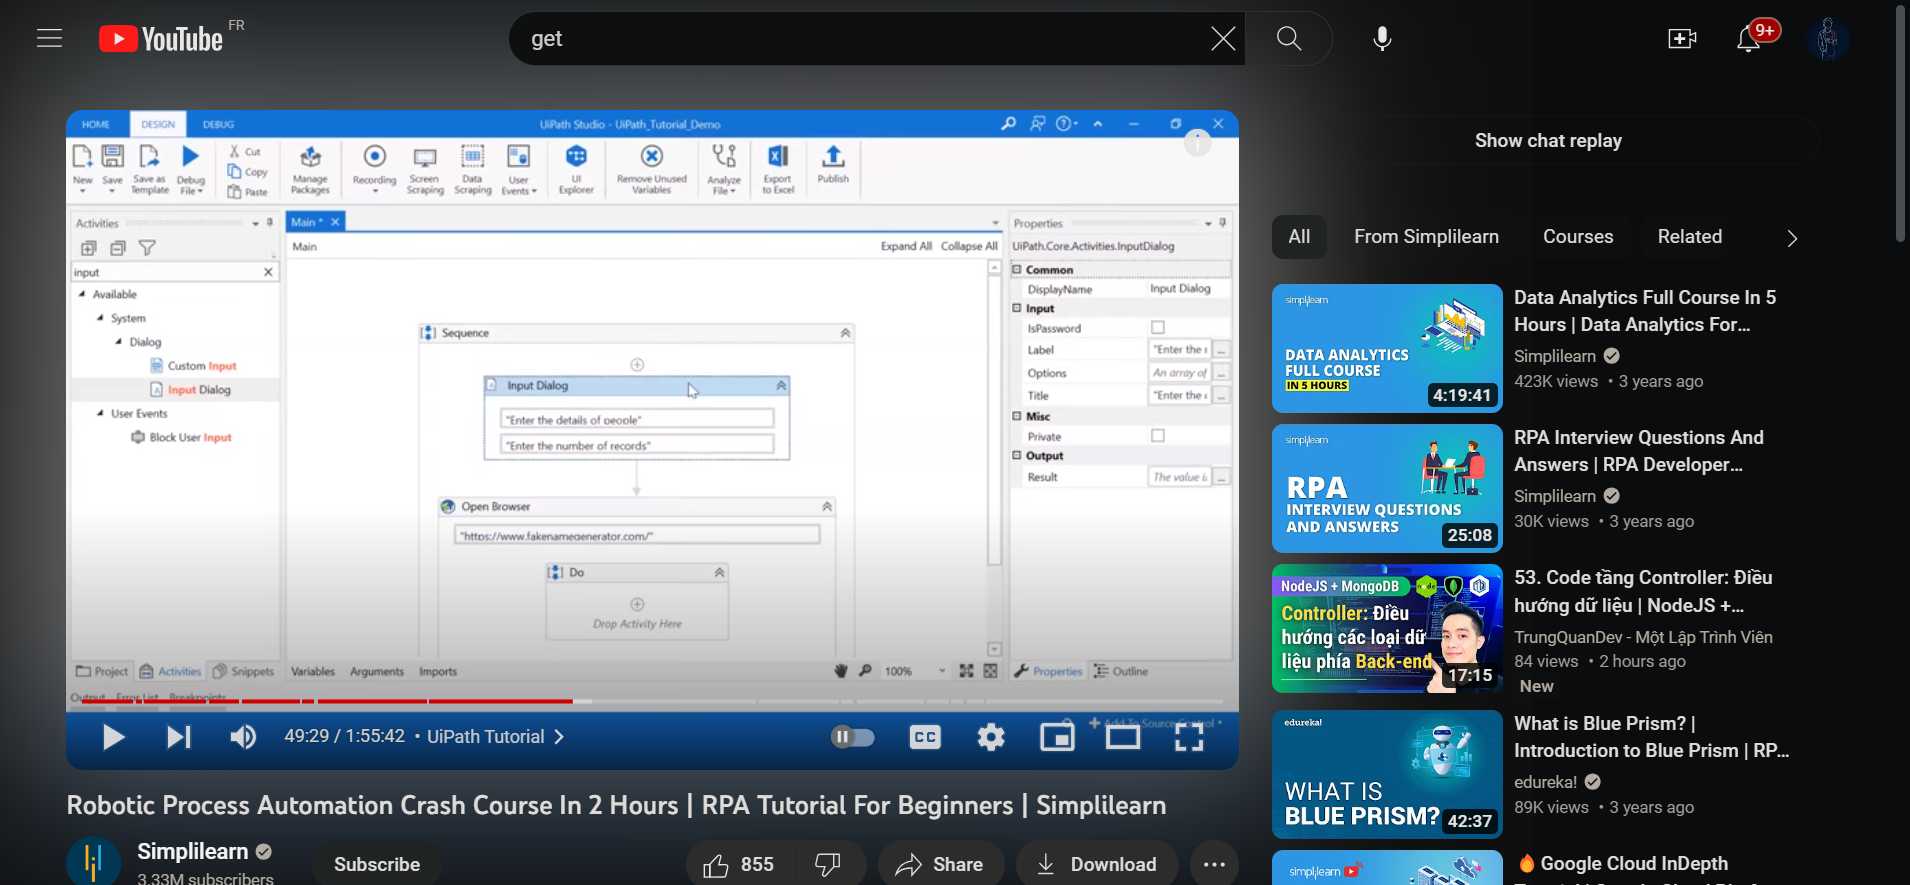 YouTube FR
get
9+
HOME DESIGN DEBUG
UiPath Studio - UiPath_Tutorial_Demo
New
Save
Save as Template
Debug File
Cut
Copy
Paste
Manage Packages
Recording
Screen Scraping
Data Scraping
User Events
UI Explorer
Remove Unused Variables
Analyze File
Export to Excel
Publish
Activities
input
Available
System
Dialog
Custom Input
Input Dialog
User Events
Block User Input
Main *
Main
Expand All Collapse All
Sequence
Input Dialog
"Enter the details of people"
"Enter the number of records"
Open Browser
"https://www.fakenamegenerator.com/"
Do
Drop Activity Here
Properties
UiPath.Core.Activities.InputDialog
Common
DisplayName Input Dialog
Input
IsPassword
Label "Enter the
Options An array of
Title "Enter the
Misc
Private
Output
Result The value
Project Activities Snippets
Variables Arguments Imports
100%
Properties Outline
Output Error List Breakpoints
Add To Source Control
49:29 / 1:55:42 • UiPath Tutorial
CC
Robotic Process Automation Crash Course In 2 Hours | RPA Tutorial For Beginners | Simplilearn
Simplilearn
3.33M subscribers
Subscribe
855
Share
Download
Show chat replay
All From Simplilearn Courses Related
simplilearn
DATA ANALYTICS
FULL COURSE
IN 5 HOURS
4:19:41
Data Analytics Full Course In 5
Hours | Data Analytics For...
Simplilearn
423K views • 3 years ago
simplilearn
RPA
INTERVIEW QUESTIONS
AND ANSWERS
25:08
RPA Interview Questions And
Answers | RPA Developer...
Simplilearn
30K views • 3 years ago
NodeJS + MongoDB
Controller: Điều
hướng các loại dữ
liệu phía Back-end
17:15
53. Code tầng Controller: Điều
hướng dữ liệu | NodeJS +...
TrungQuanDev - Một Lập Trình Viên
84 views • 2 hours ago
New
edureka!
WHAT IS
BLUE PRISM?
42:37
What is Blue Prism? |
Introduction to Blue Prism | RP...
edureka!
89K views • 3 years ago
simplilearn
Google Cloud InDepth